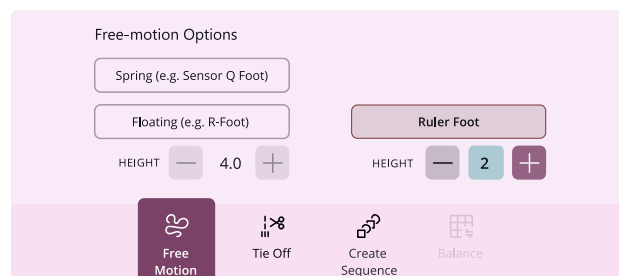 Free-motion Options
Spring (e.g. Sensor Q Foot)
Floating (e.g. R-Foot)
Ruler Foot
HEIGHT 4.0
HEIGHT 2
Free Motion
Tie Off
Create Sequence
Balance